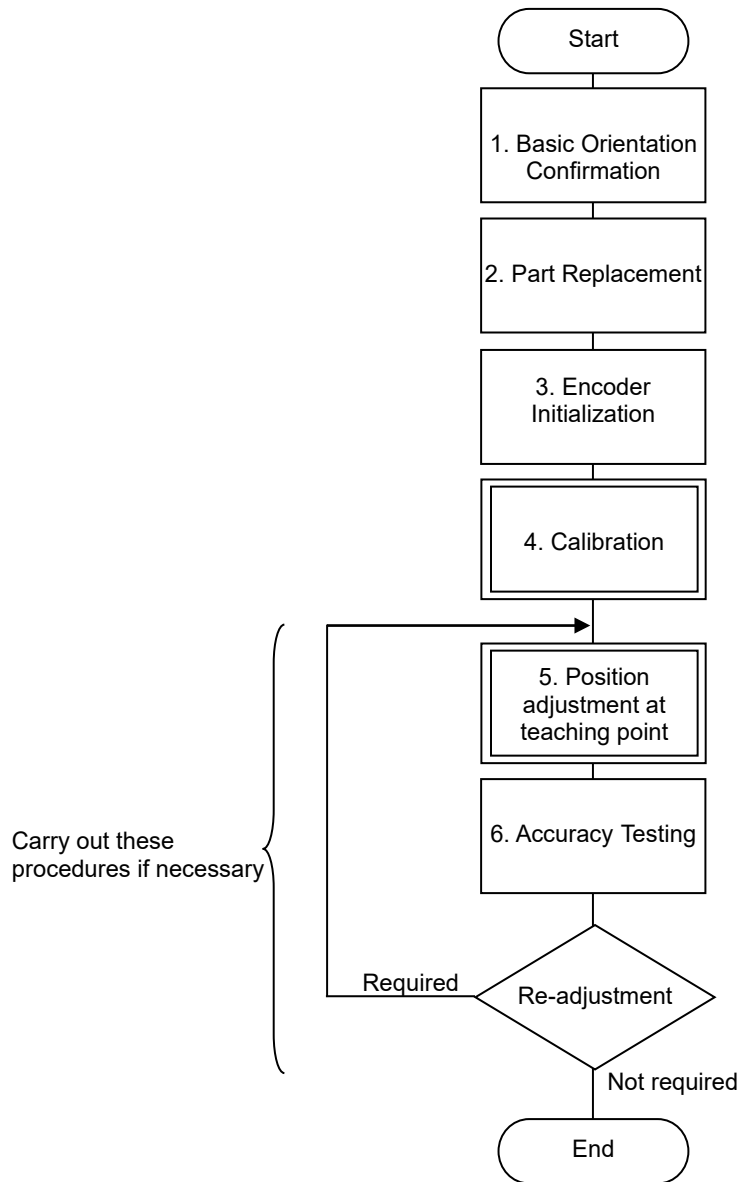 Start
1. Basic Orientation
Confirmation
2. Part Replacement
3. Encoder
Initialization
4. Calibration
5. Position
adjustment at
teaching point
6. Accuracy Testing
Carry out these
procedures if necessary
Required
Re-adjustment
Not required
End